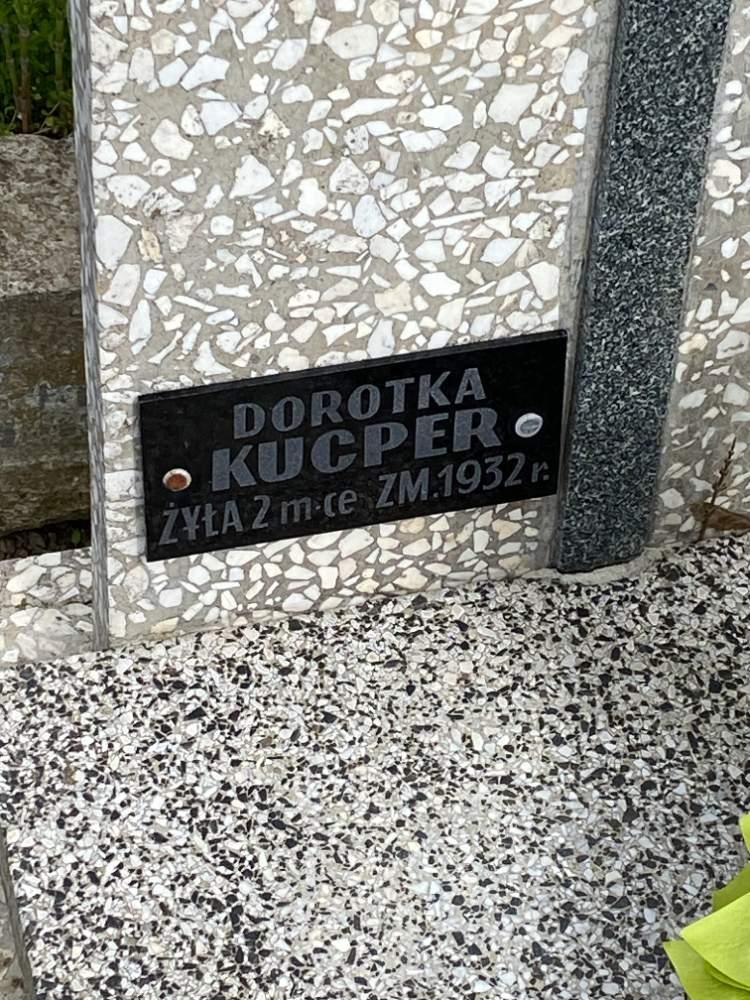 DOROTKA
KUCPER
ŻYŁA 2 m-ce ZM.1932 r.